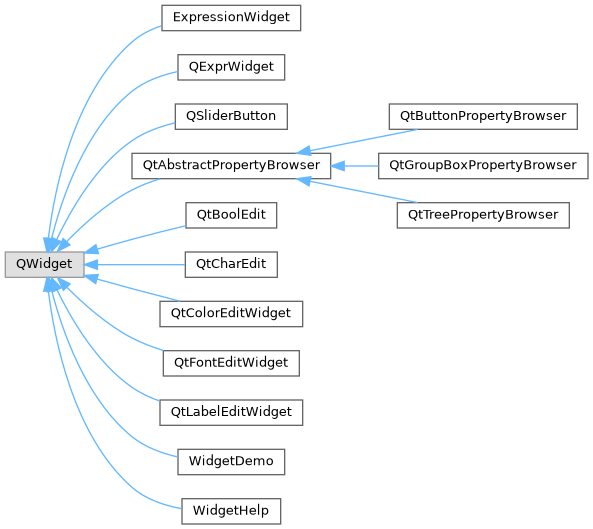 ExpressionWidget
QExprWidget
QSliderButton
QtButtonPropertyBrowser
QtAbstractPropertyBrowser
QtGroupBoxPropertyBrowser
QtTreePropertyBrowser
QtBoolEdit
QWidget
QtCharEdit
QtColorEditWidget
QtFontEditWidget
QtLabelEditWidget
WidgetDemo
WidgetHelp